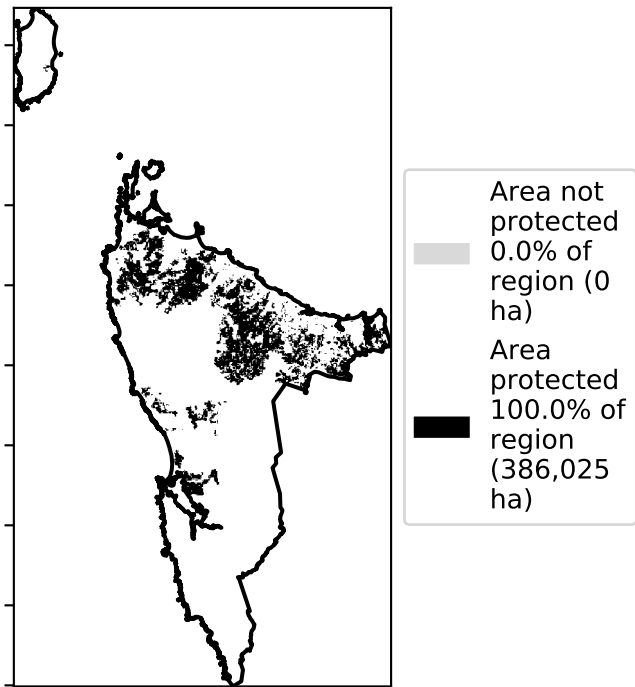 Area not
protected
0.0% of
region (0
ha)
Area
protected
100.0% of
region
(386,025
ha)